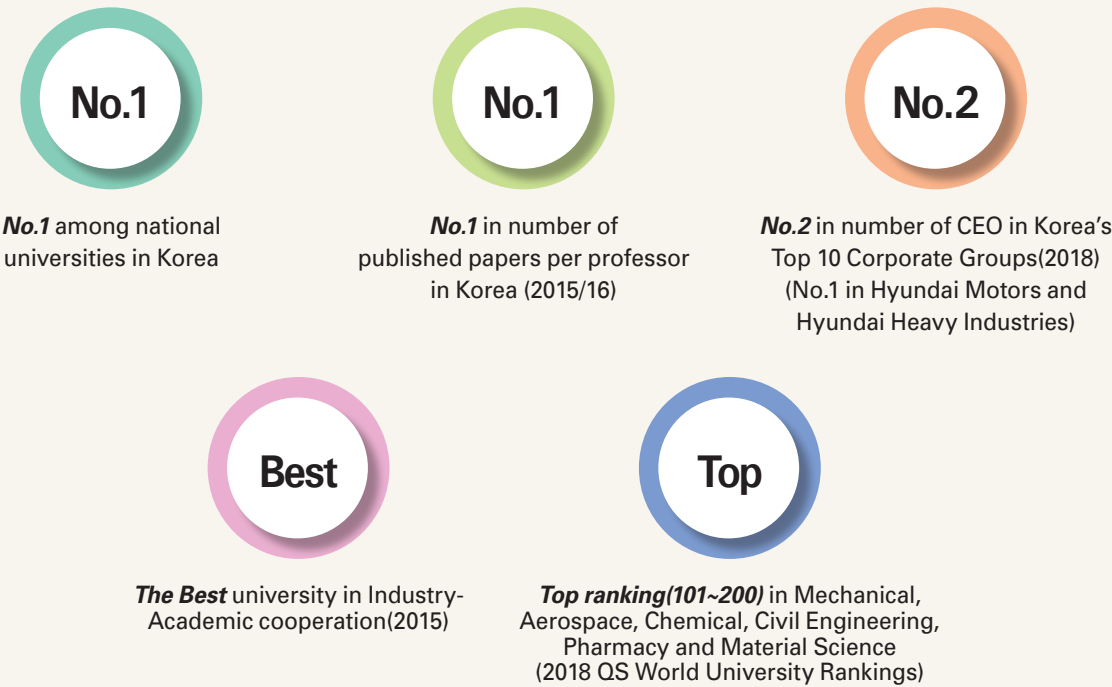 No.1
No.1
No.2
No.1 among national
universities in Korea
No.1 in number of
published papers per professor
in Korea (2015/16)
No.2 in number of CEO in Korea’s
Top 10 Corporate Groups(2018)
(No.1 in Hyundai Motors and
Hyundai Heavy Industries)
Best
Top
The Best university in Industry-
Academic cooperation(2015)
Top ranking(101~200) in Mechanical,
Aerospace, Chemical, Civil Engineering,
Pharmacy and Material Science
(2018 QS World University Rankings)